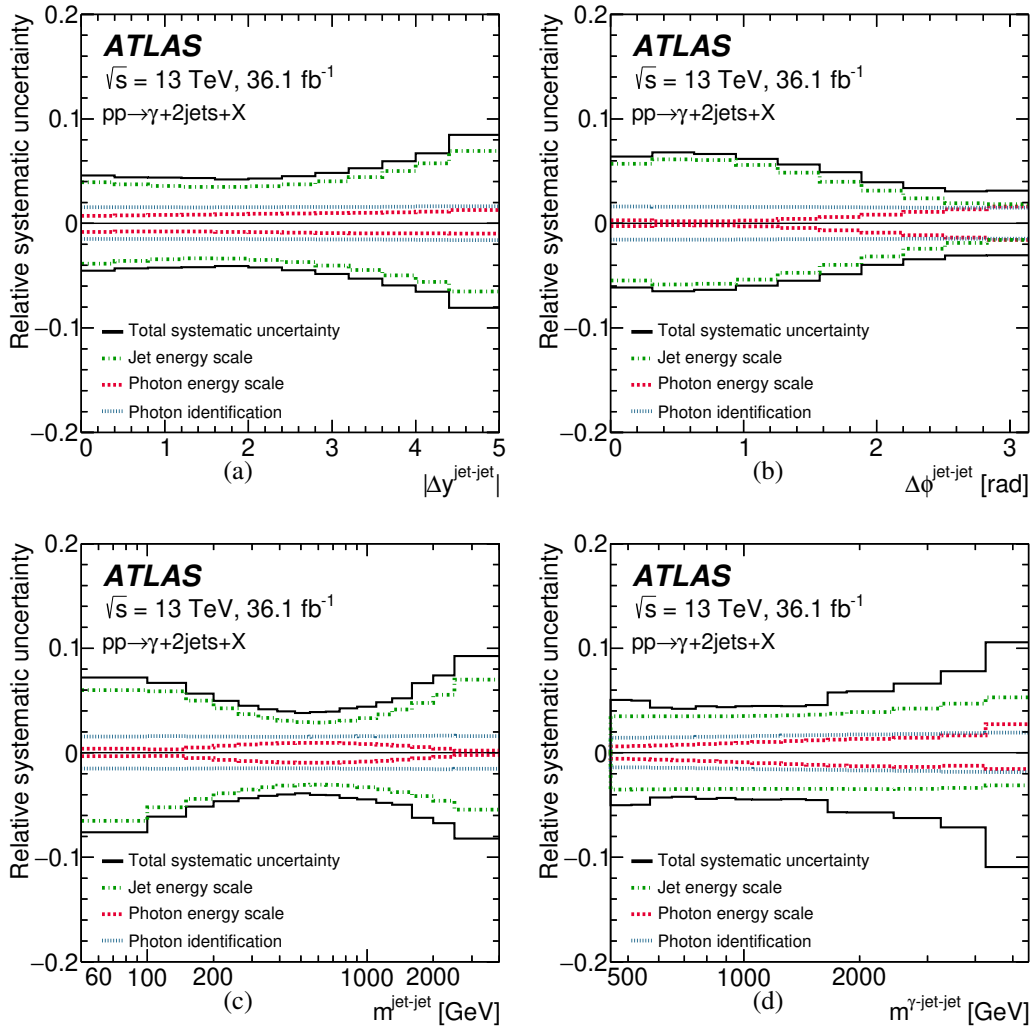 Relative systematic uncertainty
0.2
0.1
0
−0.1
−0.2
ATLAS
√s = 13 TeV, 36.1 fb⁻¹
pp→γ+2jets+X
Total systematic uncertainty
Jet energy scale
Photon energy scale
Photon identification
0 1 2 3 4 5
(a)
|Δy^jet-jet|
Relative systematic uncertainty
0.2
0.1
0
−0.1
−0.2
ATLAS
√s = 13 TeV, 36.1 fb⁻¹
pp→γ+2jets+X
Total systematic uncertainty
Jet energy scale
Photon energy scale
Photon identification
0 1 2 3
(b)
Δϕ^jet-jet [rad]
Relative systematic uncertainty
0.2
0.1
0
−0.1
−0.2
ATLAS
√s = 13 TeV, 36.1 fb⁻¹
pp→γ+2jets+X
Total systematic uncertainty
Jet energy scale
Photon energy scale
Photon identification
60 100 200 1000 2000
(c)
m^jet-jet [GeV]
Relative systematic uncertainty
0.2
0.1
0
−0.1
−0.2
ATLAS
√s = 13 TeV, 36.1 fb⁻¹
pp→γ+2jets+X
Total systematic uncertainty
Jet energy scale
Photon energy scale
Photon identification
500 1000 2000
(d)
m^γ-jet-jet [GeV]